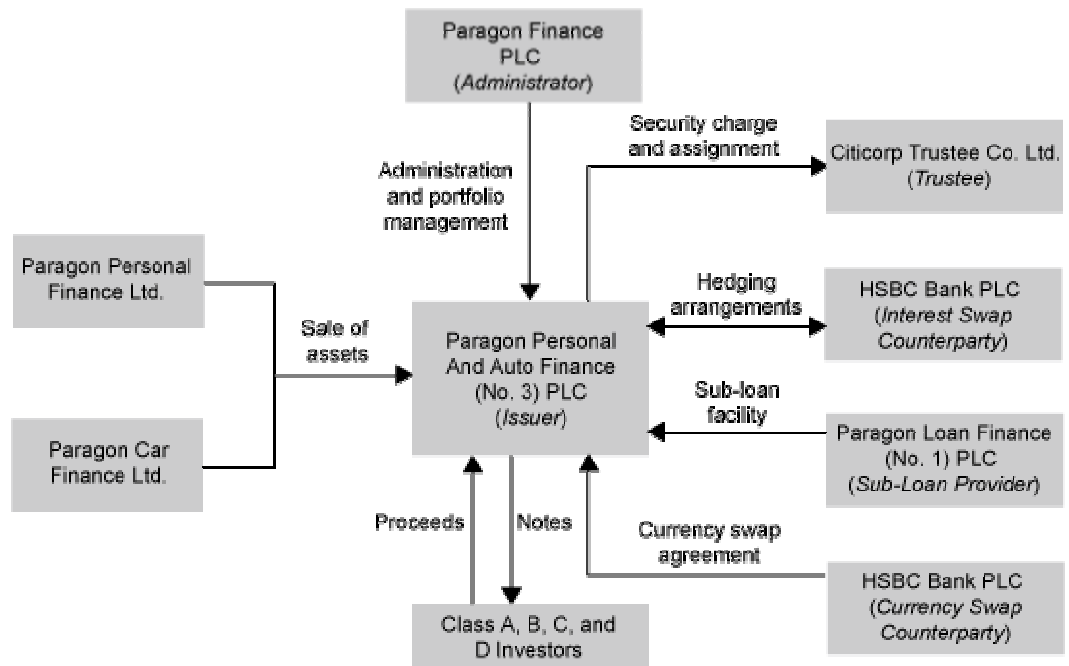 Paragon Finance
PLC
(Administrator)
Security charge
and assignment
Citicorp Trustee Co. Ltd.
(Trustee)
Administration
and portfolio
management
Paragon Personal
Finance Ltd.
Hedging
arrangements
HSBC Bank PLC
(Interest Swap
Counterparty)
Sale of
assets
Paragon Personal
And Auto Finance
(No. 3) PLC
(Issuer)
Sub-loan
facility
Paragon Car
Finance Ltd.
Paragon Loan Finance
(No. 1) PLC
(Sub-Loan Provider)
Proceeds
Notes
Currency swap
agreement
HSBC Bank PLC
(Currency Swap
Counterparty)
Class A, B, C, and
D Investors